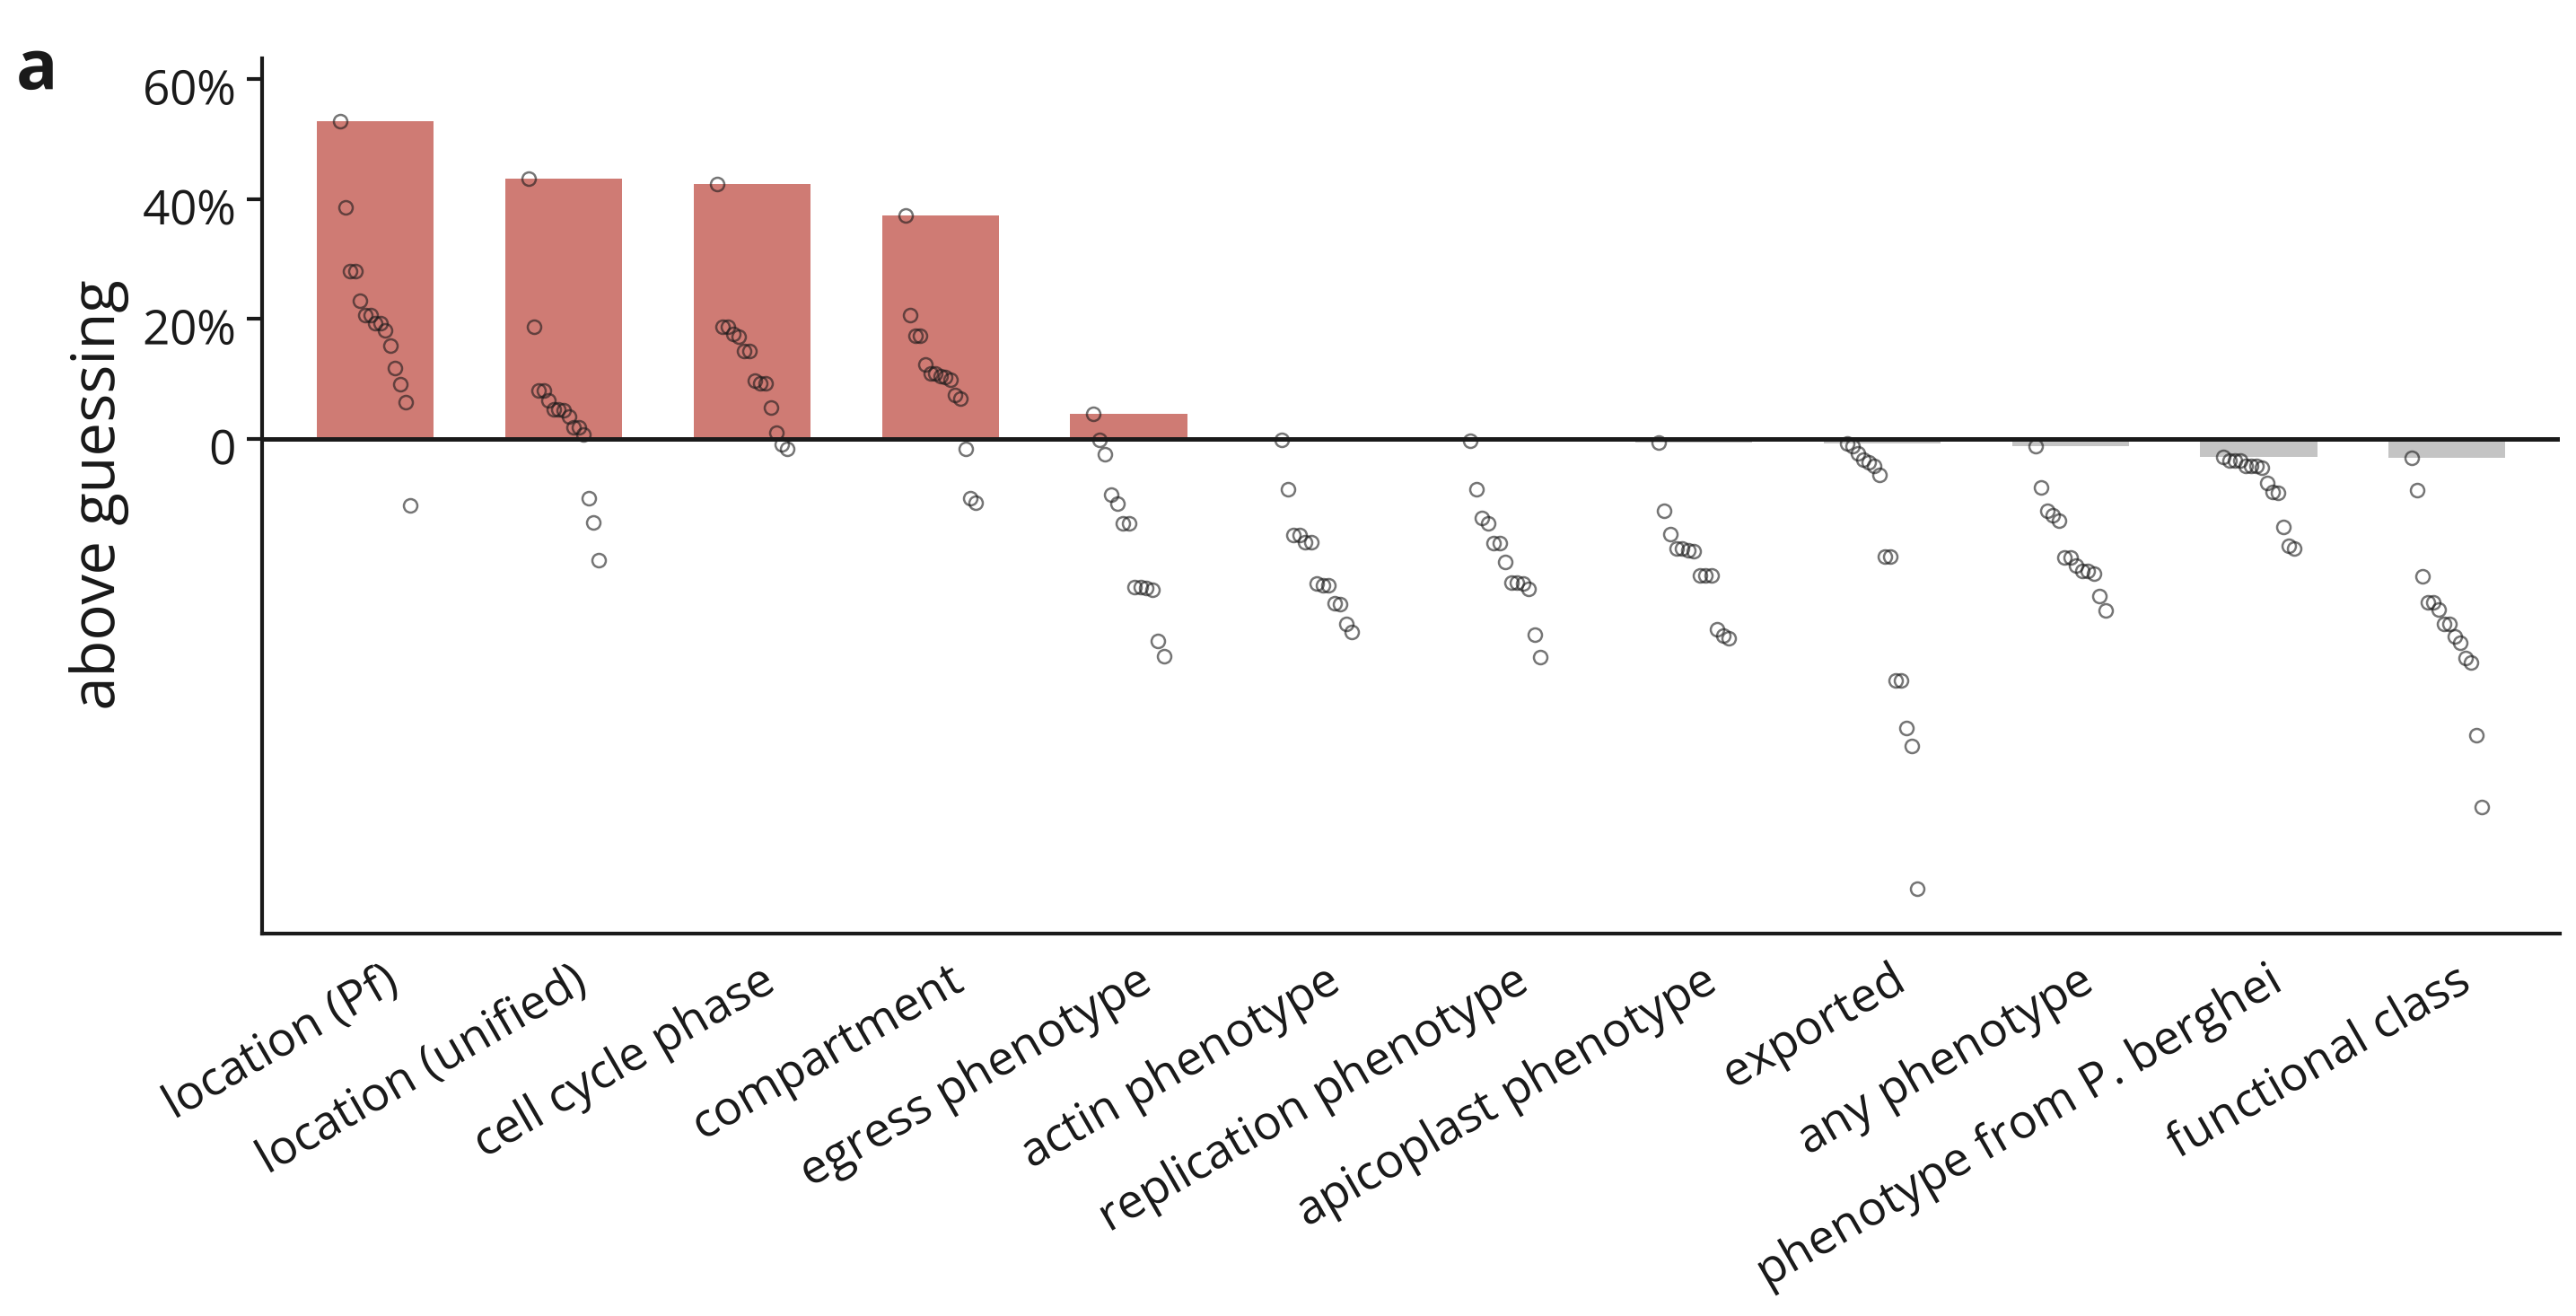 a
above guessing
60%
40%
20%
0
location (Pf)
location (unified)
cell cycle phase
compartment
egress phenotype
actin phenotype
replication phenotype
apicoplast phenotype
exported
any phenotype
phenotype from P. berghei
functional class